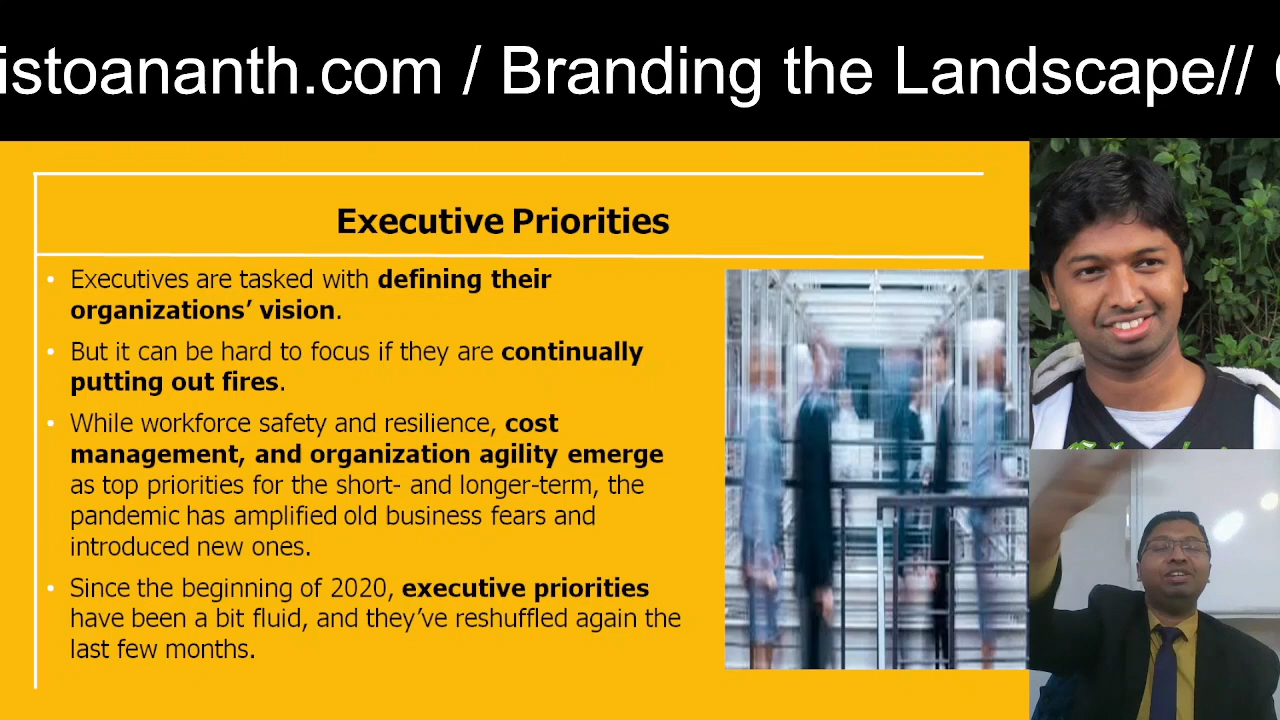 istoananth.com / Branding the Landscape//
Executive Priorities
• Executives are tasked with defining their
organizations’ vision.
• But it can be hard to focus if they are continually
putting out fires.
• While workforce safety and resilience, cost
management, and organization agility emerge
as top priorities for the short- and longer-term, the
pandemic has amplified old business fears and
introduced new ones.
• Since the beginning of 2020, executive priorities
have been a bit fluid, and they’ve reshuffled again the
last few months.